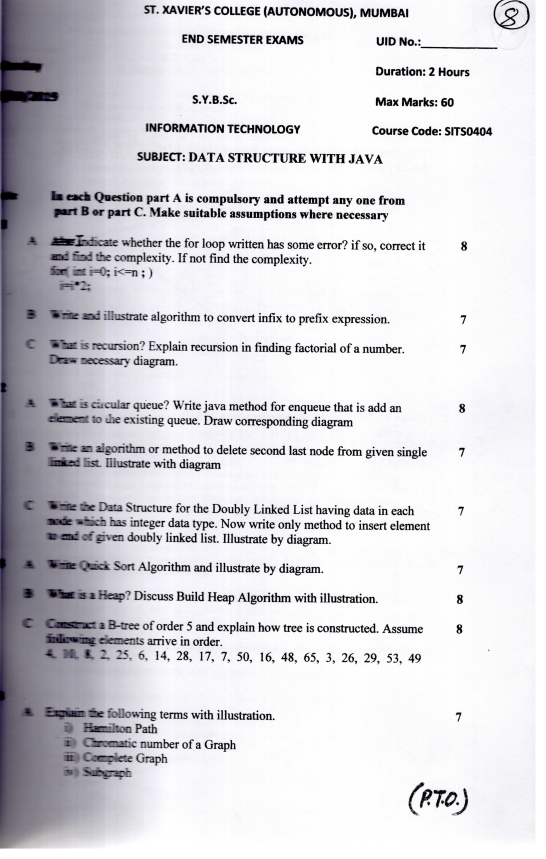 8
ST. XAVIER'S COLLEGE (AUTONOMOUS), MUMBAI
END SEMESTER EXAMS
UID No.:
Duration: 2 Hours
S.Y.B.Sc.
Max Marks: 60
INFORMATION TECHNOLOGY
Course Code: SITS0404
SUBJECT: DATA STRUCTURE WITH JAVA
In each Question part A is compulsory and attempt any one from
part B or part C. Make suitable assumptions where necessary
A Indicate whether the for loop written has some error? if so, correct it 8
and find the complexity. If not find the complexity.
for( int i=0; i<=n ; )
i=i*2;
B Write and illustrate algorithm to convert infix to prefix expression. 7
C What is recursion? Explain recursion in finding factorial of a number. 7
Draw necessary diagram.
2
A What is circular queue? Write java method for enqueue that is add an 8
element to the existing queue. Draw corresponding diagram
B Write an algorithm or method to delete second last node from given single 7
linked list. Illustrate with diagram
C Write the Data Structure for the Doubly Linked List having data in each 7
node which has integer data type. Now write only method to insert element
to end of given doubly linked list. Illustrate by diagram.
A Write Quick Sort Algorithm and illustrate by diagram. 7
B What is a Heap? Discuss Build Heap Algorithm with illustration. 8
C Construct a B-tree of order 5 and explain how tree is constructed. Assume 8
following elements arrive in order.
4, 10, 8, 2, 25, 6, 14, 28, 17, 7, 50, 16, 48, 65, 3, 26, 29, 53, 49
A Explain the following terms with illustration. 7
i) Hamilton Path
ii) Chromatic number of a Graph
iii) Complete Graph
iv) Subgraph
(P.T.O.)